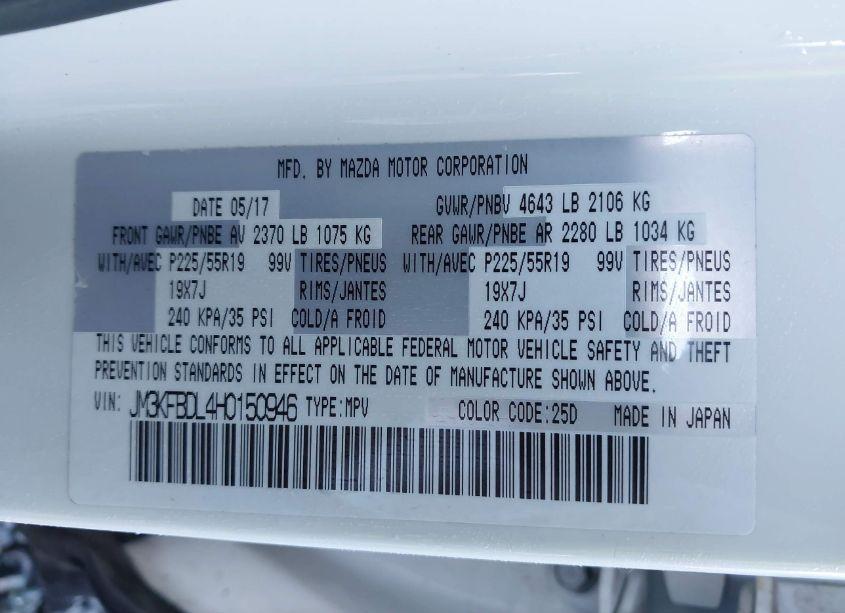 MFD. BY MAZDA MOTOR CORPORATION
DATE 05/17 GVWR/PNBV 4643 LB 2106 KG
FRONT GAWR/PNBE AV 2370 LB 1075 KG REAR GAWR/PNBE AR 2280 LB 1034 KG
WITH/AVEC P225/55R19 99V TIRES/PNEUS WITH/AVEC P225/55R19 99V TIRES/PNEUS
19X7J RIMS/JANTES 19X7J RIMS/JANTES
240 KPA/35 PSI COLD/A FROID 240 KPA/35 PSI COLD/A FROID
THIS VEHICLE CONFORMS TO ALL APPLICABLE FEDERAL MOTOR VEHICLE SAFETY AND THEFT
PREVENTION STANDARDS IN EFFECT ON THE DATE OF MANUFACTURE SHOWN ABOVE.
VIN: JM3KFBDL4H0150946 TYPE:MPV COLOR CODE:25D MADE IN JAPAN